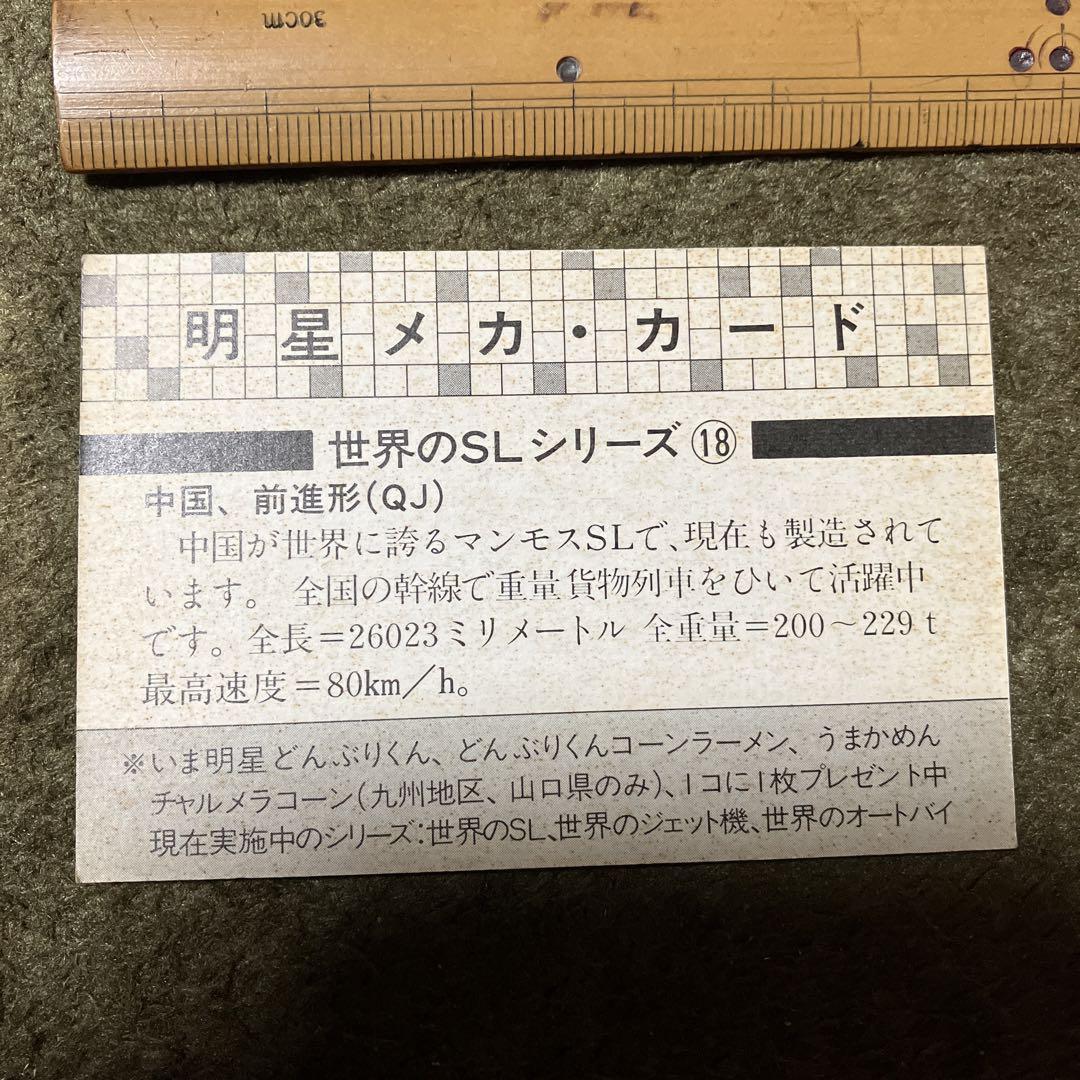 30cm
明星メカ・カード
世界のSLシリーズ⑱
中国、前進形(QJ)
中国が世界に誇るマンモスSLで、現在も製造されて
います。全国の幹線で重量貨物列車をひいて活躍中
です。全長=26023ミリメートル 全重量=200～229t
最高速度=80km/h。
※いま明星どんぶりくん、どんぶりくんコーンラーメン、うまかめん
チャルメラコーン(九州地区、山口県のみ)、1コに1枚プレゼント中
現在実施中のシリーズ:世界のSL、世界のジェット機、世界のオートバイ